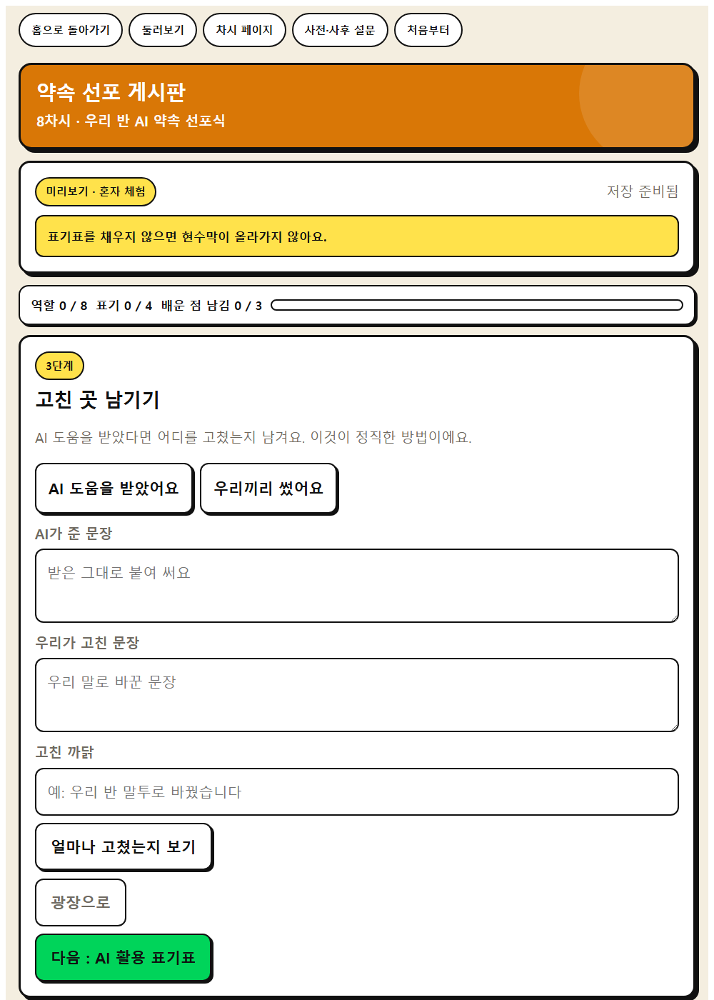 홈으로 돌아가기 둘러보기 차시 페이지 사전·사후 설문 처음부터
약속 선포 게시판
8차시 · 우리 반 AI 약속 선포식
미리보기 · 혼자 체험 저장 준비됨
표기표를 채우지 않으면 현수막이 올라가지 않아요.
역할 0 / 8 표기 0 / 4 배운 점 남김 0 / 3
3단계
고친 곳 남기기
AI 도움을 받았다면 어디를 고쳤는지 남겨요. 이것이 정직한 방법이에요.
AI 도움을 받았어요 우리끼리 썼어요
AI가 준 문장
받은 그대로 붙여 써요
우리가 고친 문장
우리 말로 바꾼 문장
고친 까닭
예: 우리 반 말투로 바꿨습니다
얼마나 고쳤는지 보기
광장으로
다음 : AI 활용 표기표